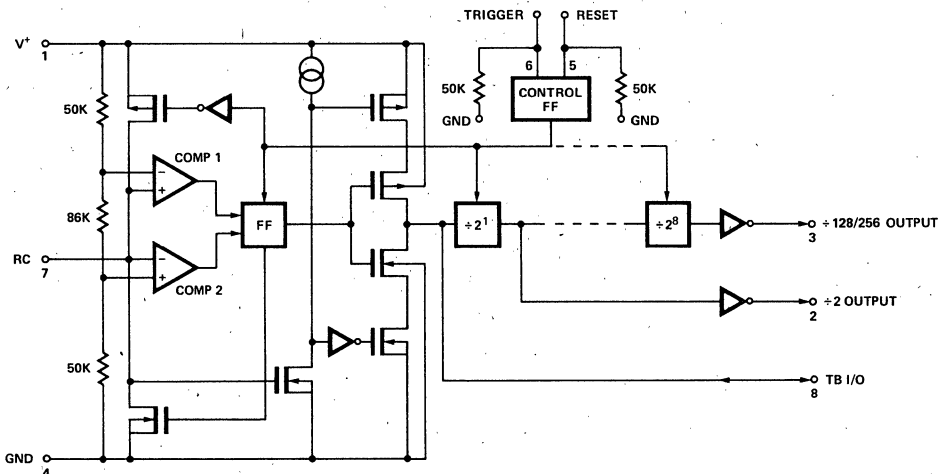 TRIGGER
RESET
V+
1
6
5
50K
50K
50K
CONTROL
FF
GND
GND
COMP 1
-
+
86K
FF
÷2¹
÷2⁸
÷128/256 OUTPUT
3
RC
7
-
+
COMP 2
÷2 OUTPUT
2
50K
TB I/O
8
GND
4